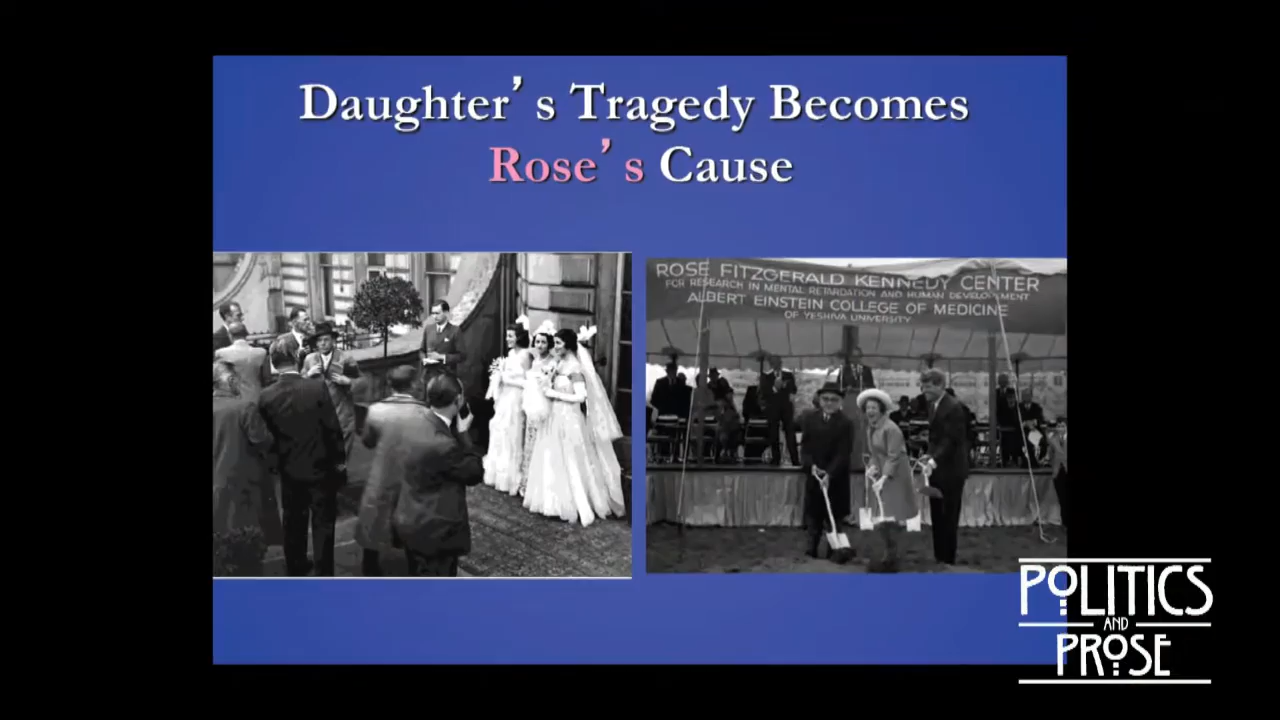 Daughter’s Tragedy Becomes
Rose’s Cause
ROSE FITZGERALD KENNEDY CENTER
FOR RESEARCH IN MENTAL RETARDATION AND HUMAN DEVELOPMENT
ALBERT EINSTEIN COLLEGE OF MEDICINE
OF YESHIVA UNIVERSITY
POLITICS
AND
PROSE